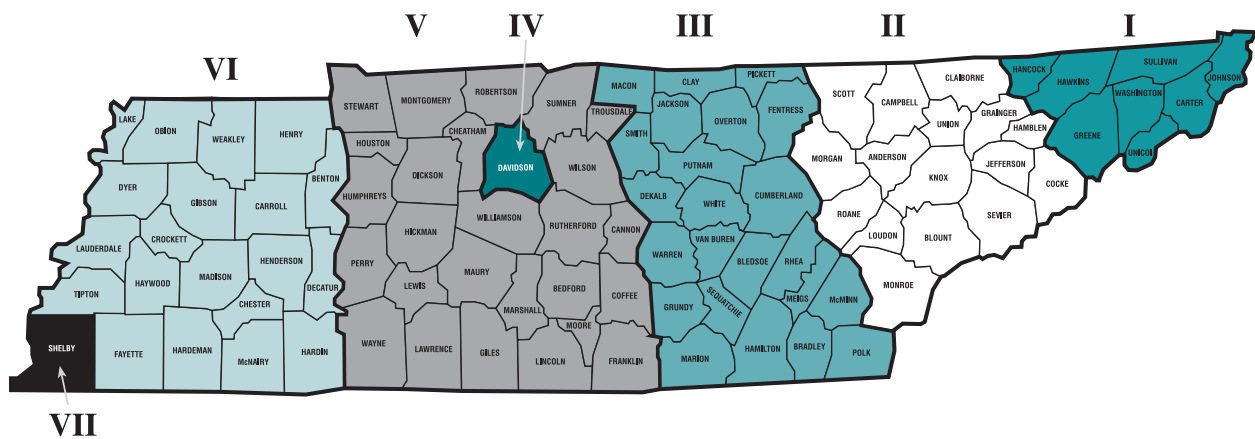 V
IV
III
II
I
VI
LAKE
OBION
WEAKLEY
HENRY
DYER
GIBSON
CARROLL
BENTON
LAUDERDALE
CROCKETT
HAYWOOD
MADISON
HENDERSON
DECATUR
TIPTON
CHESTER
SHELBY
FAYETTE
HARDEMAN
McNAIRY
HARDIN
STEWART
MONTGOMERY
ROBERTSON
SUMNER
TROUSDALE
HOUSTON
CHEATHAM
DAVIDSON
WILSON
HUMPHREYS
DICKSON
WILLIAMSON
RUTHERFORD
CANNON
HICKMAN
PERRY
LEWIS
MAURY
BEDFORD
COFFEE
MARSHALL
MOORE
WAYNE
LAWRENCE
GILES
LINCOLN
FRANKLIN
MACON
CLAY
PICKETT
JACKSON
OVERTON
FENTRESS
SMITH
PUTNAM
DEKALB
WHITE
CUMBERLAND
WARREN
VAN BUREN
BLEDSOE
RHEA
GRUNDY
SEQUATCHIE
MEIGS
McMINN
MARION
HAMILTON
BRADLEY
POLK
SCOTT
CAMPBELL
CLAIBORNE
UNION
GRAINGER
HAMBLEN
MORGAN
ANDERSON
KNOX
JEFFERSON
COCKE
ROANE
LOUDON
BLOUNT
SEVIER
MONROE
HANCOCK
HAWKINS
SULLIVAN
JOHNSON
WASHINGTON
CARTER
GREENE
UNICOI
VII